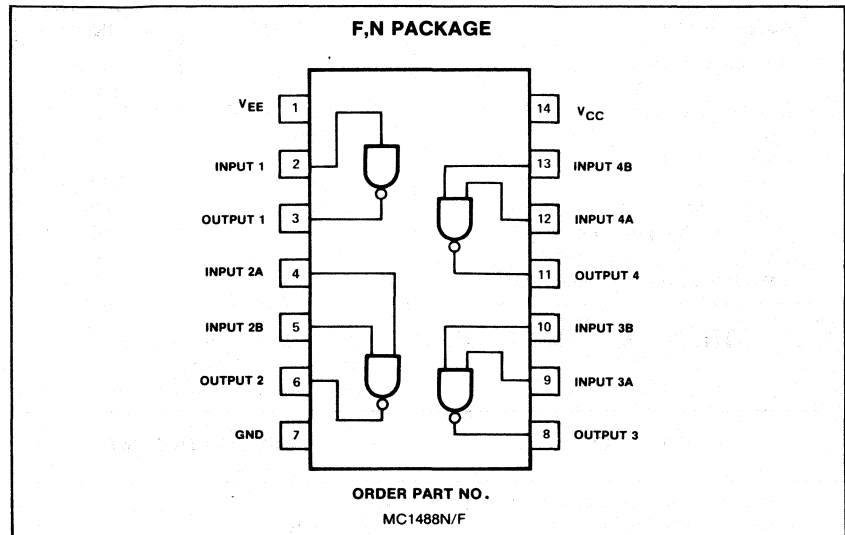 F,N PACKAGE
VEE 1
INPUT 1 2
OUTPUT 1 3
INPUT 2A 4
INPUT 2B 5
OUTPUT 2 6
GND 7
14 VCC
13 INPUT 4B
12 INPUT 4A
11 OUTPUT 4
10 INPUT 3B
9 INPUT 3A
8 OUTPUT 3
ORDER PART NO.
MC1488N/F